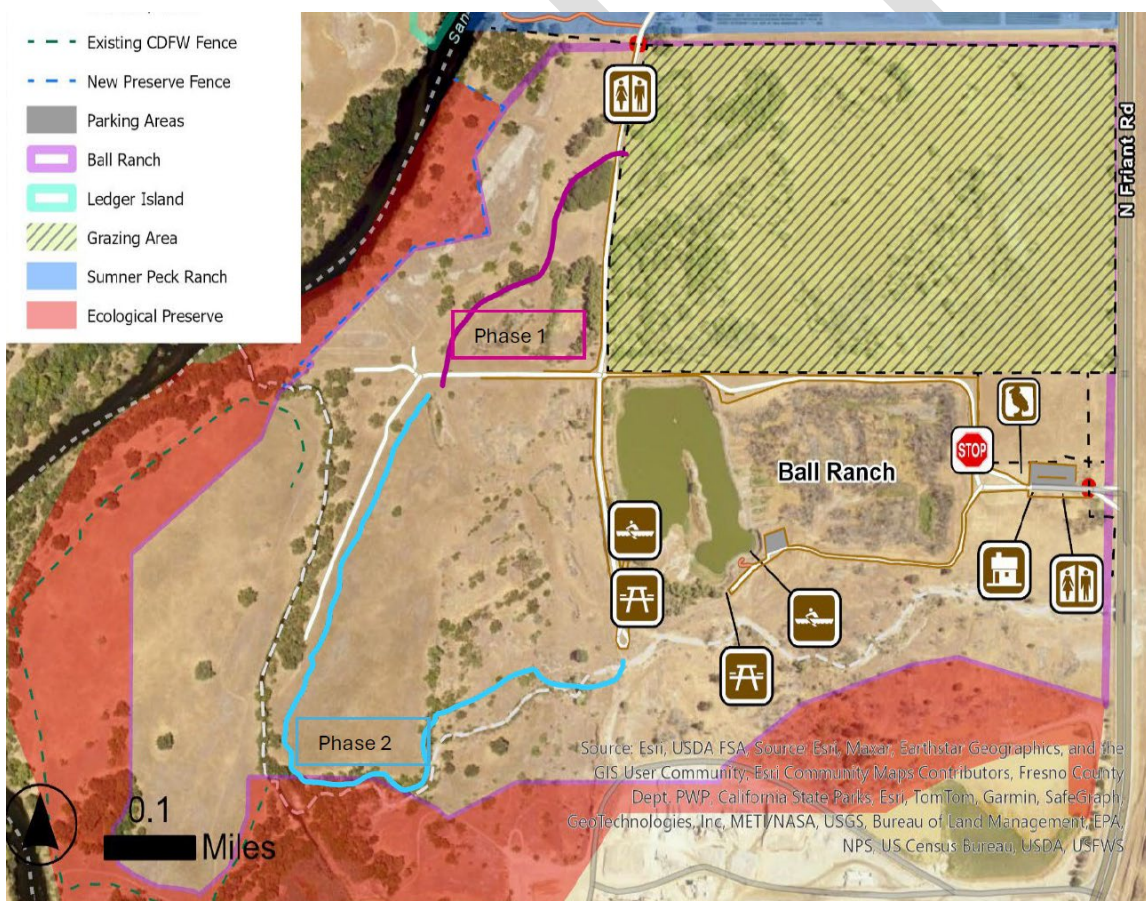 San
Existing CDFW Fence
New Preserve Fence
Parking Areas
Ball Ranch
Ledger Island
Grazing Area
Sumner Peck Ranch
Ecological Preserve
N Friant Rd
Phase 1
STOP
Ball Ranch
Phase 2
Source: Esri, USDA FSA, Source: Esri, Maxar, Earthstar Geographics, and the
GIS User Community, Esri Community Maps Contributors, Fresno County
Dept. PWP, California State Parks, Esri, TomTom, Garmin, SafeGraph,
GeoTechnologies, Inc, METI/NASA, USGS, Bureau of Land Management, EPA,
NPS, US Census Bureau, USDA, USFWS
0.1
Miles